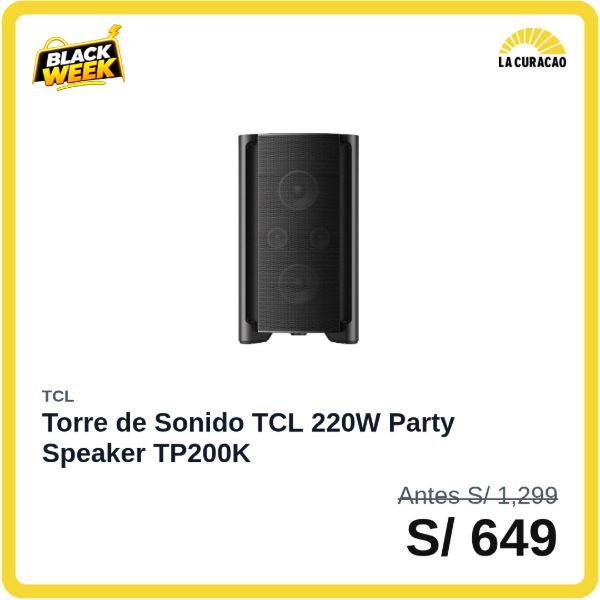 BLACK
WEEK
LA CURACAO
TCL
Torre de Sonido TCL 220W Party
Speaker TP200K
Antes S/ 1,299
S/ 649